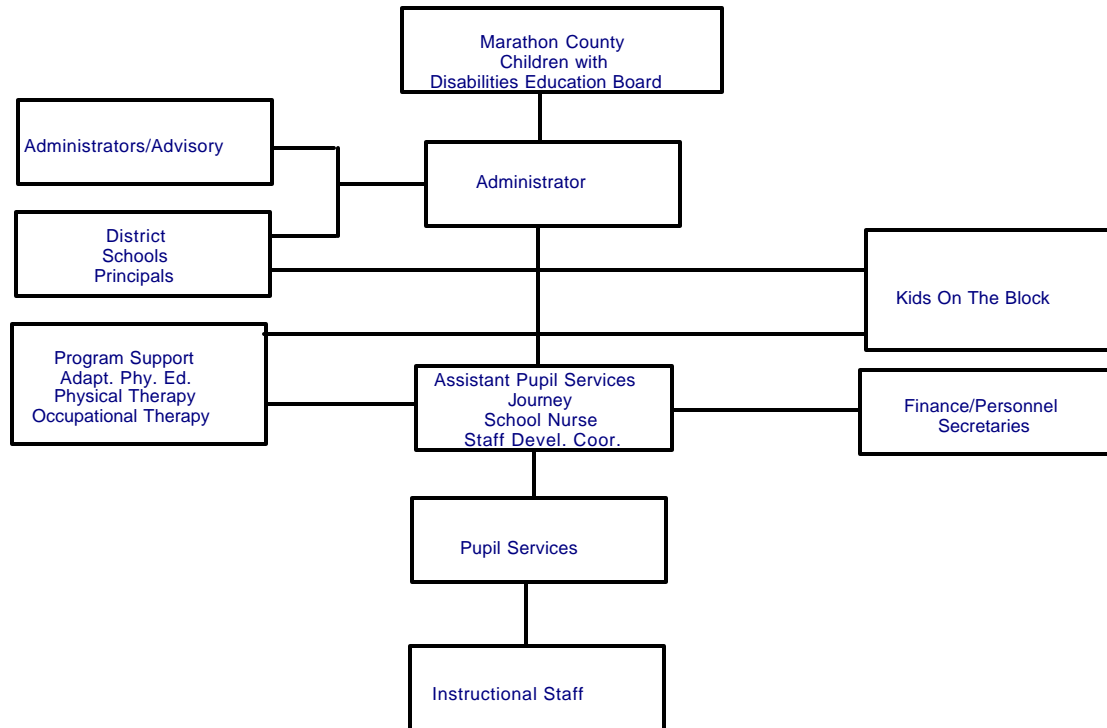 Marathon County
Children with
Disabilities Education Board
Administrators/Advisory
Administrator
District
Schools
Principals
Kids On The Block
Program Support
Adapt. Phy. Ed.
Physical Therapy
Occupational Therapy
Assistant Pupil Services
Journey
School Nurse
Staff Devel. Coor.
Finance/Personnel
Secretaries
Pupil Services
Instructional Staff